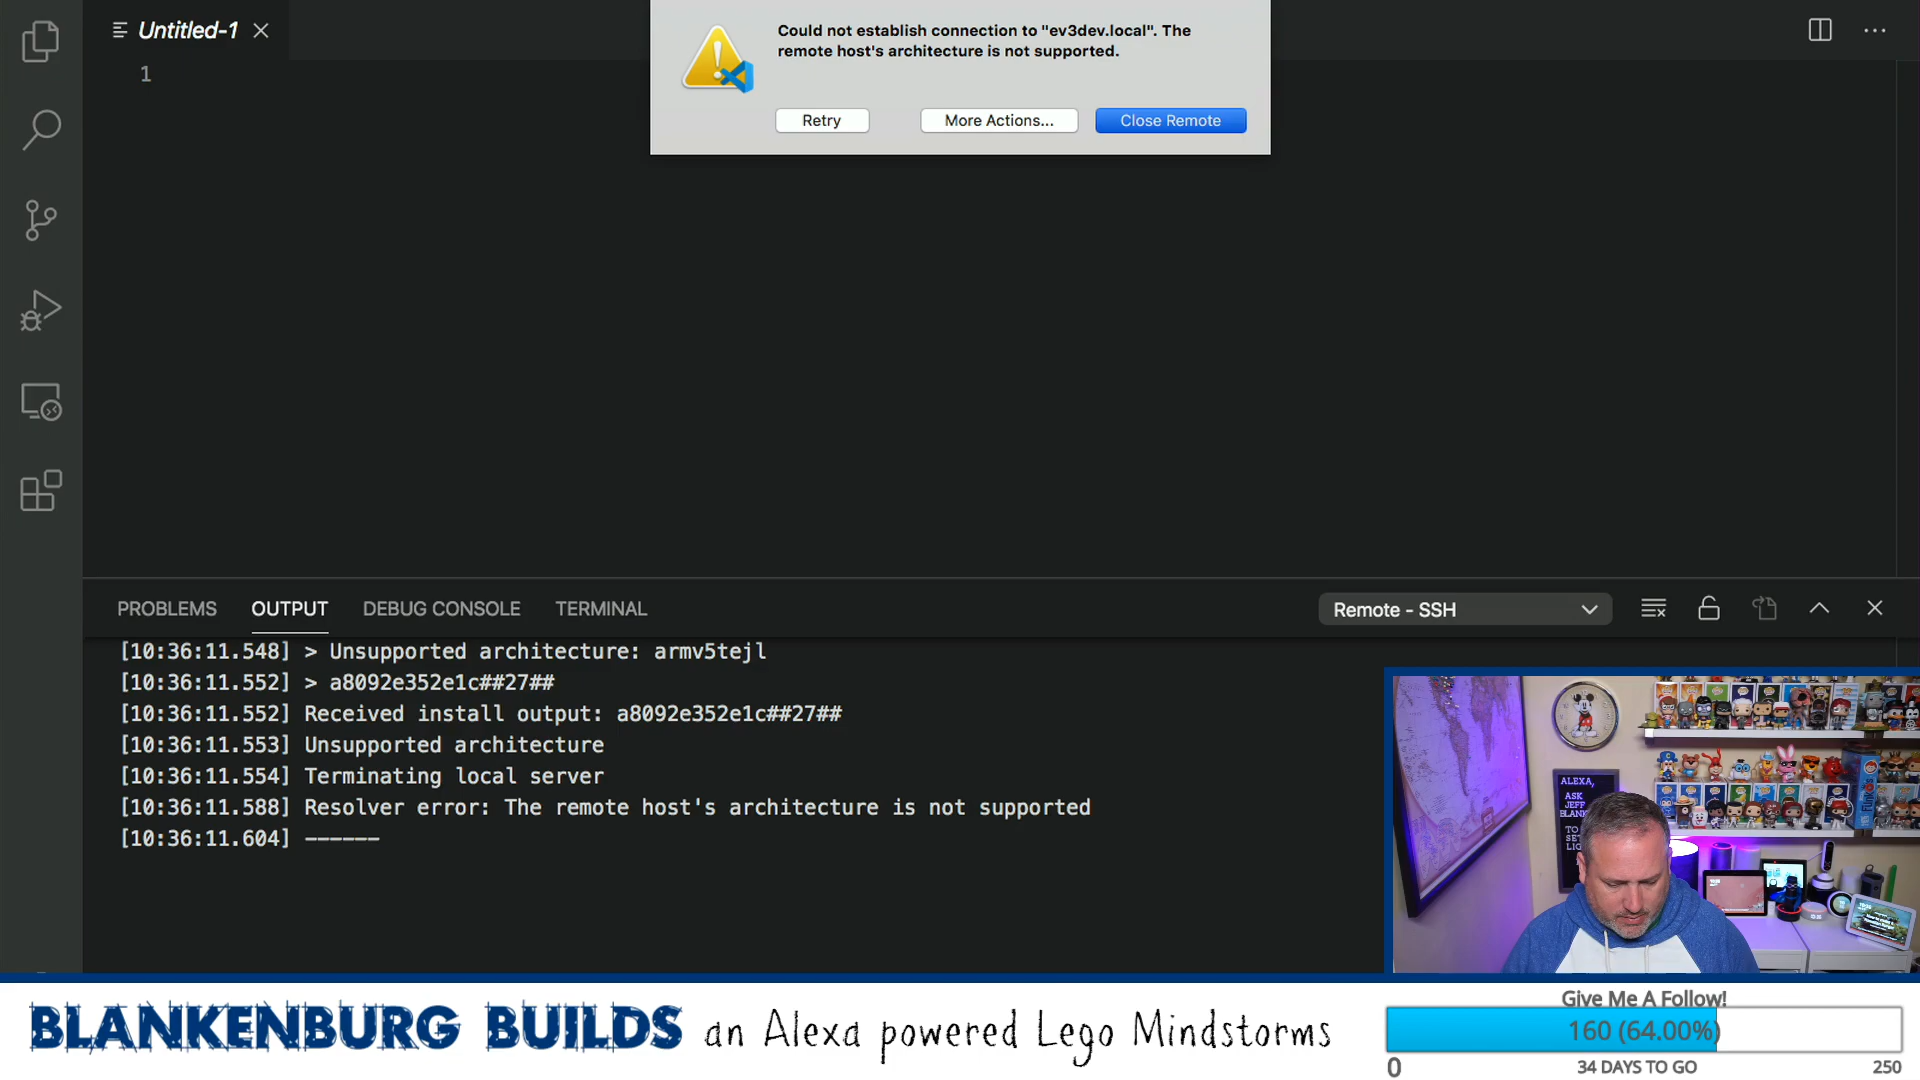 Untitled-1
1
Could not establish connection to "ev3dev.local". The
remote host's architecture is not supported.
Retry
More Actions...
Close Remote
PROBLEMS
OUTPUT
DEBUG CONSOLE
TERMINAL
Remote - SSH
[10:36:11.548] > Unsupported architecture: armv5tejl
[10:36:11.552] > a8092e352e1c##27##
[10:36:11.552] Received install output: a8092e352e1c##27##
[10:36:11.553] Unsupported architecture
[10:36:11.554] Terminating local server
[10:36:11.588] Resolver error: The remote host's architecture is not supported
[10:36:11.604] ------
ALEXA,
ASK
JEFF
BLANK
TO
BLANKENBURG BUILDS an Alexa powered Lego Mindstorms
Give Me A Follow!
160 (64.00%)
0
34 DAYS TO GO
250